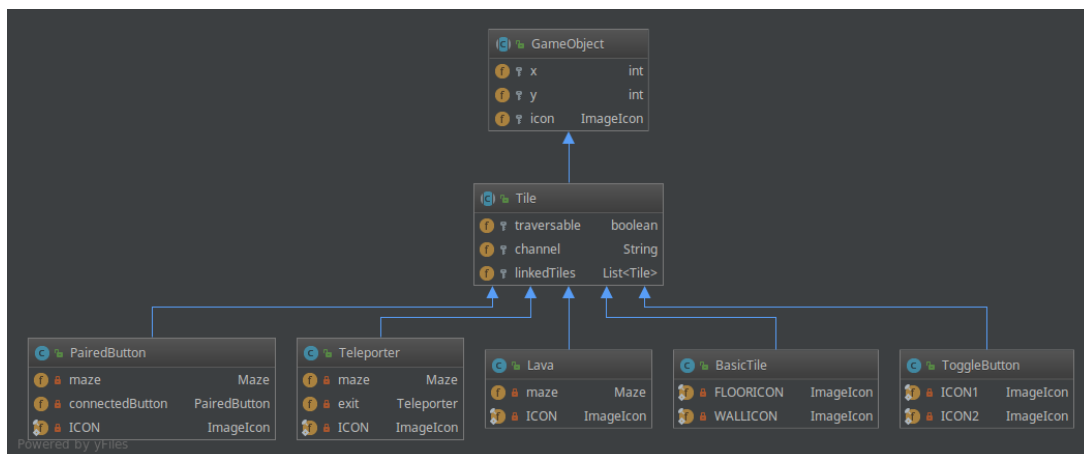 GameObject
x int
y int
icon ImageIcon
Tile
traversable boolean
channel String
linkedTiles List<Tile>
PairedButton
maze Maze
connectedButton PairedButton
ICON ImageIcon
Teleporter
maze Maze
exit Teleporter
ICON ImageIcon
Lava
maze Maze
ICON ImageIcon
BasicTile
FLOORICON ImageIcon
WALLICON ImageIcon
ToggleButton
ICON1 ImageIcon
ICON2 ImageIcon
Powered by yFiles